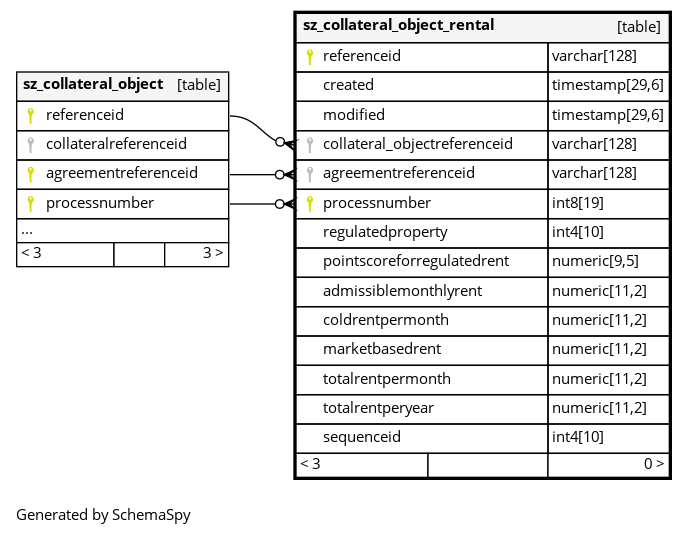 sz_collateral_object [table]
referenceid
collateralreferenceid
agreementreferenceid
processnumber
...
< 3 3 >
sz_collateral_object_rental [table]
referenceid varchar[128]
created timestamp[29,6]
modified timestamp[29,6]
collateral_objectreferenceid varchar[128]
agreementreferenceid varchar[128]
processnumber int8[19]
regulatedproperty int4[10]
pointscoreforregulatedrent numeric[9,5]
admissiblemonthlyrent numeric[11,2]
coldrentpermonth numeric[11,2]
marketbasedrent numeric[11,2]
totalrentpermonth numeric[11,2]
totalrentperyear numeric[11,2]
sequenceid int4[10]
< 3 0 >
Generated by SchemaSpy